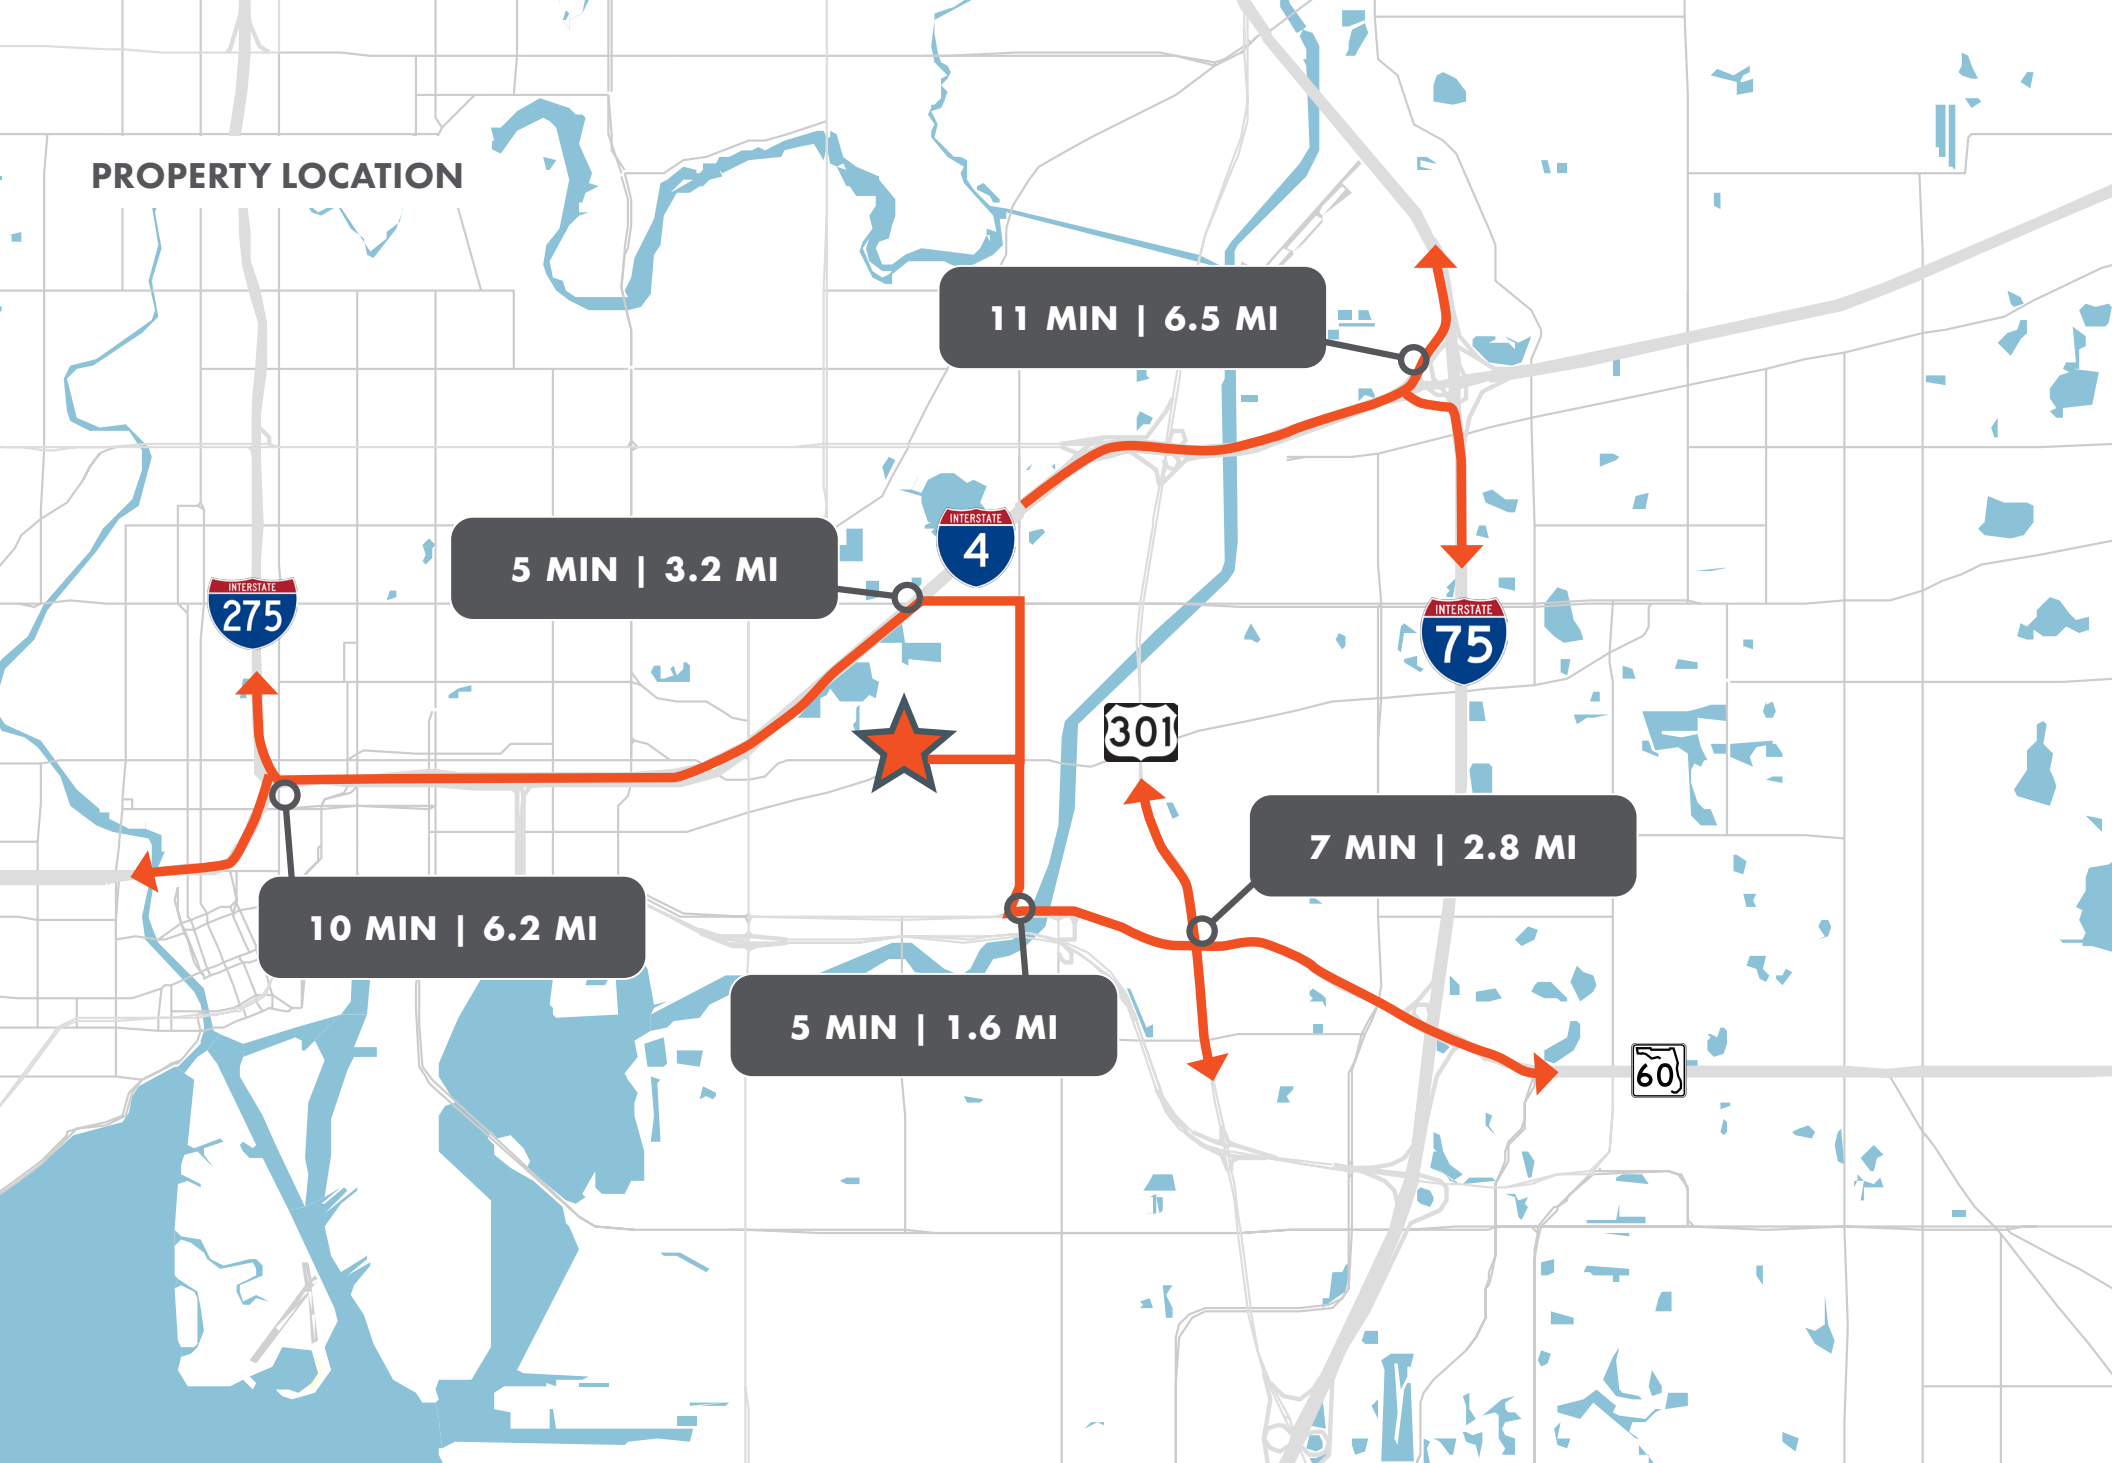 PROPERTY LOCATION
11 MIN | 6.5 MI
INTERSTATE
4
5 MIN | 3.2 MI
INTERSTATE
275
INTERSTATE
75
301
7 MIN | 2.8 MI
10 MIN | 6.2 MI
5 MIN | 1.6 MI
60